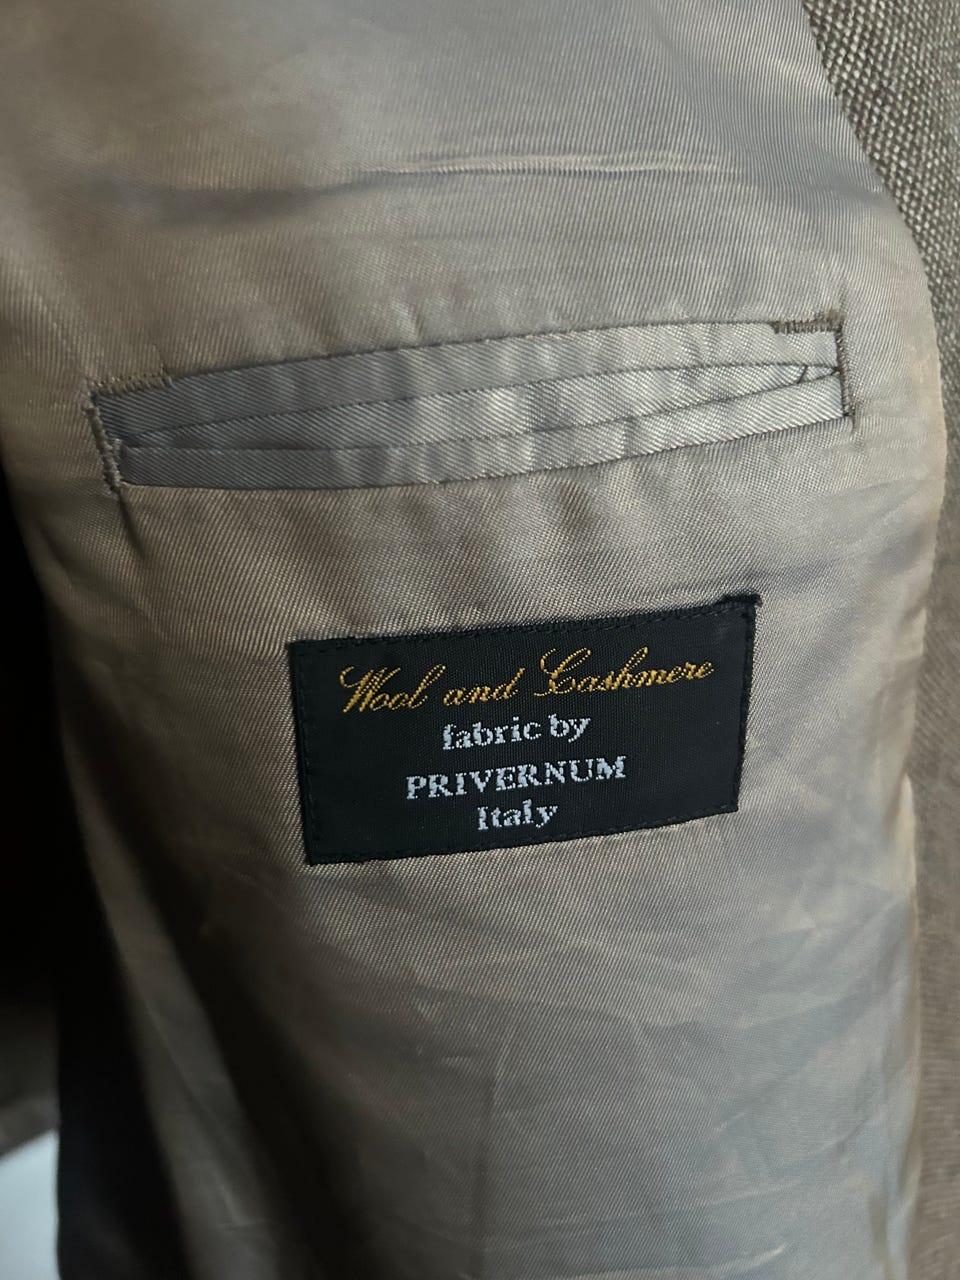 Wool and Cashmere
fabric by
PRIVERNUM
Italy